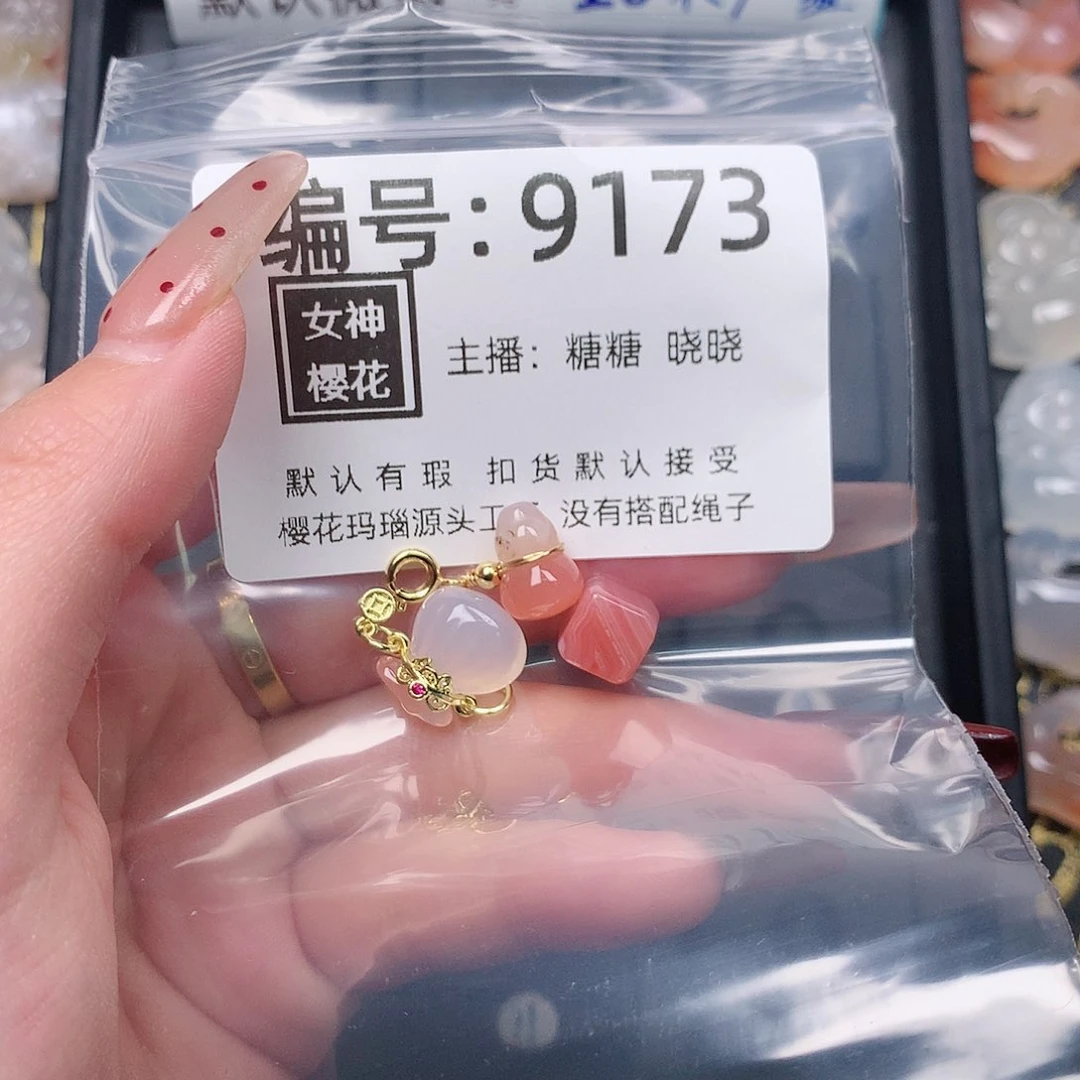 编号：9173
女神
樱花
主播：糖糖 晓晓
默认有瑕 扣货默认接受
樱花玛瑙源头工 没有搭配绳子